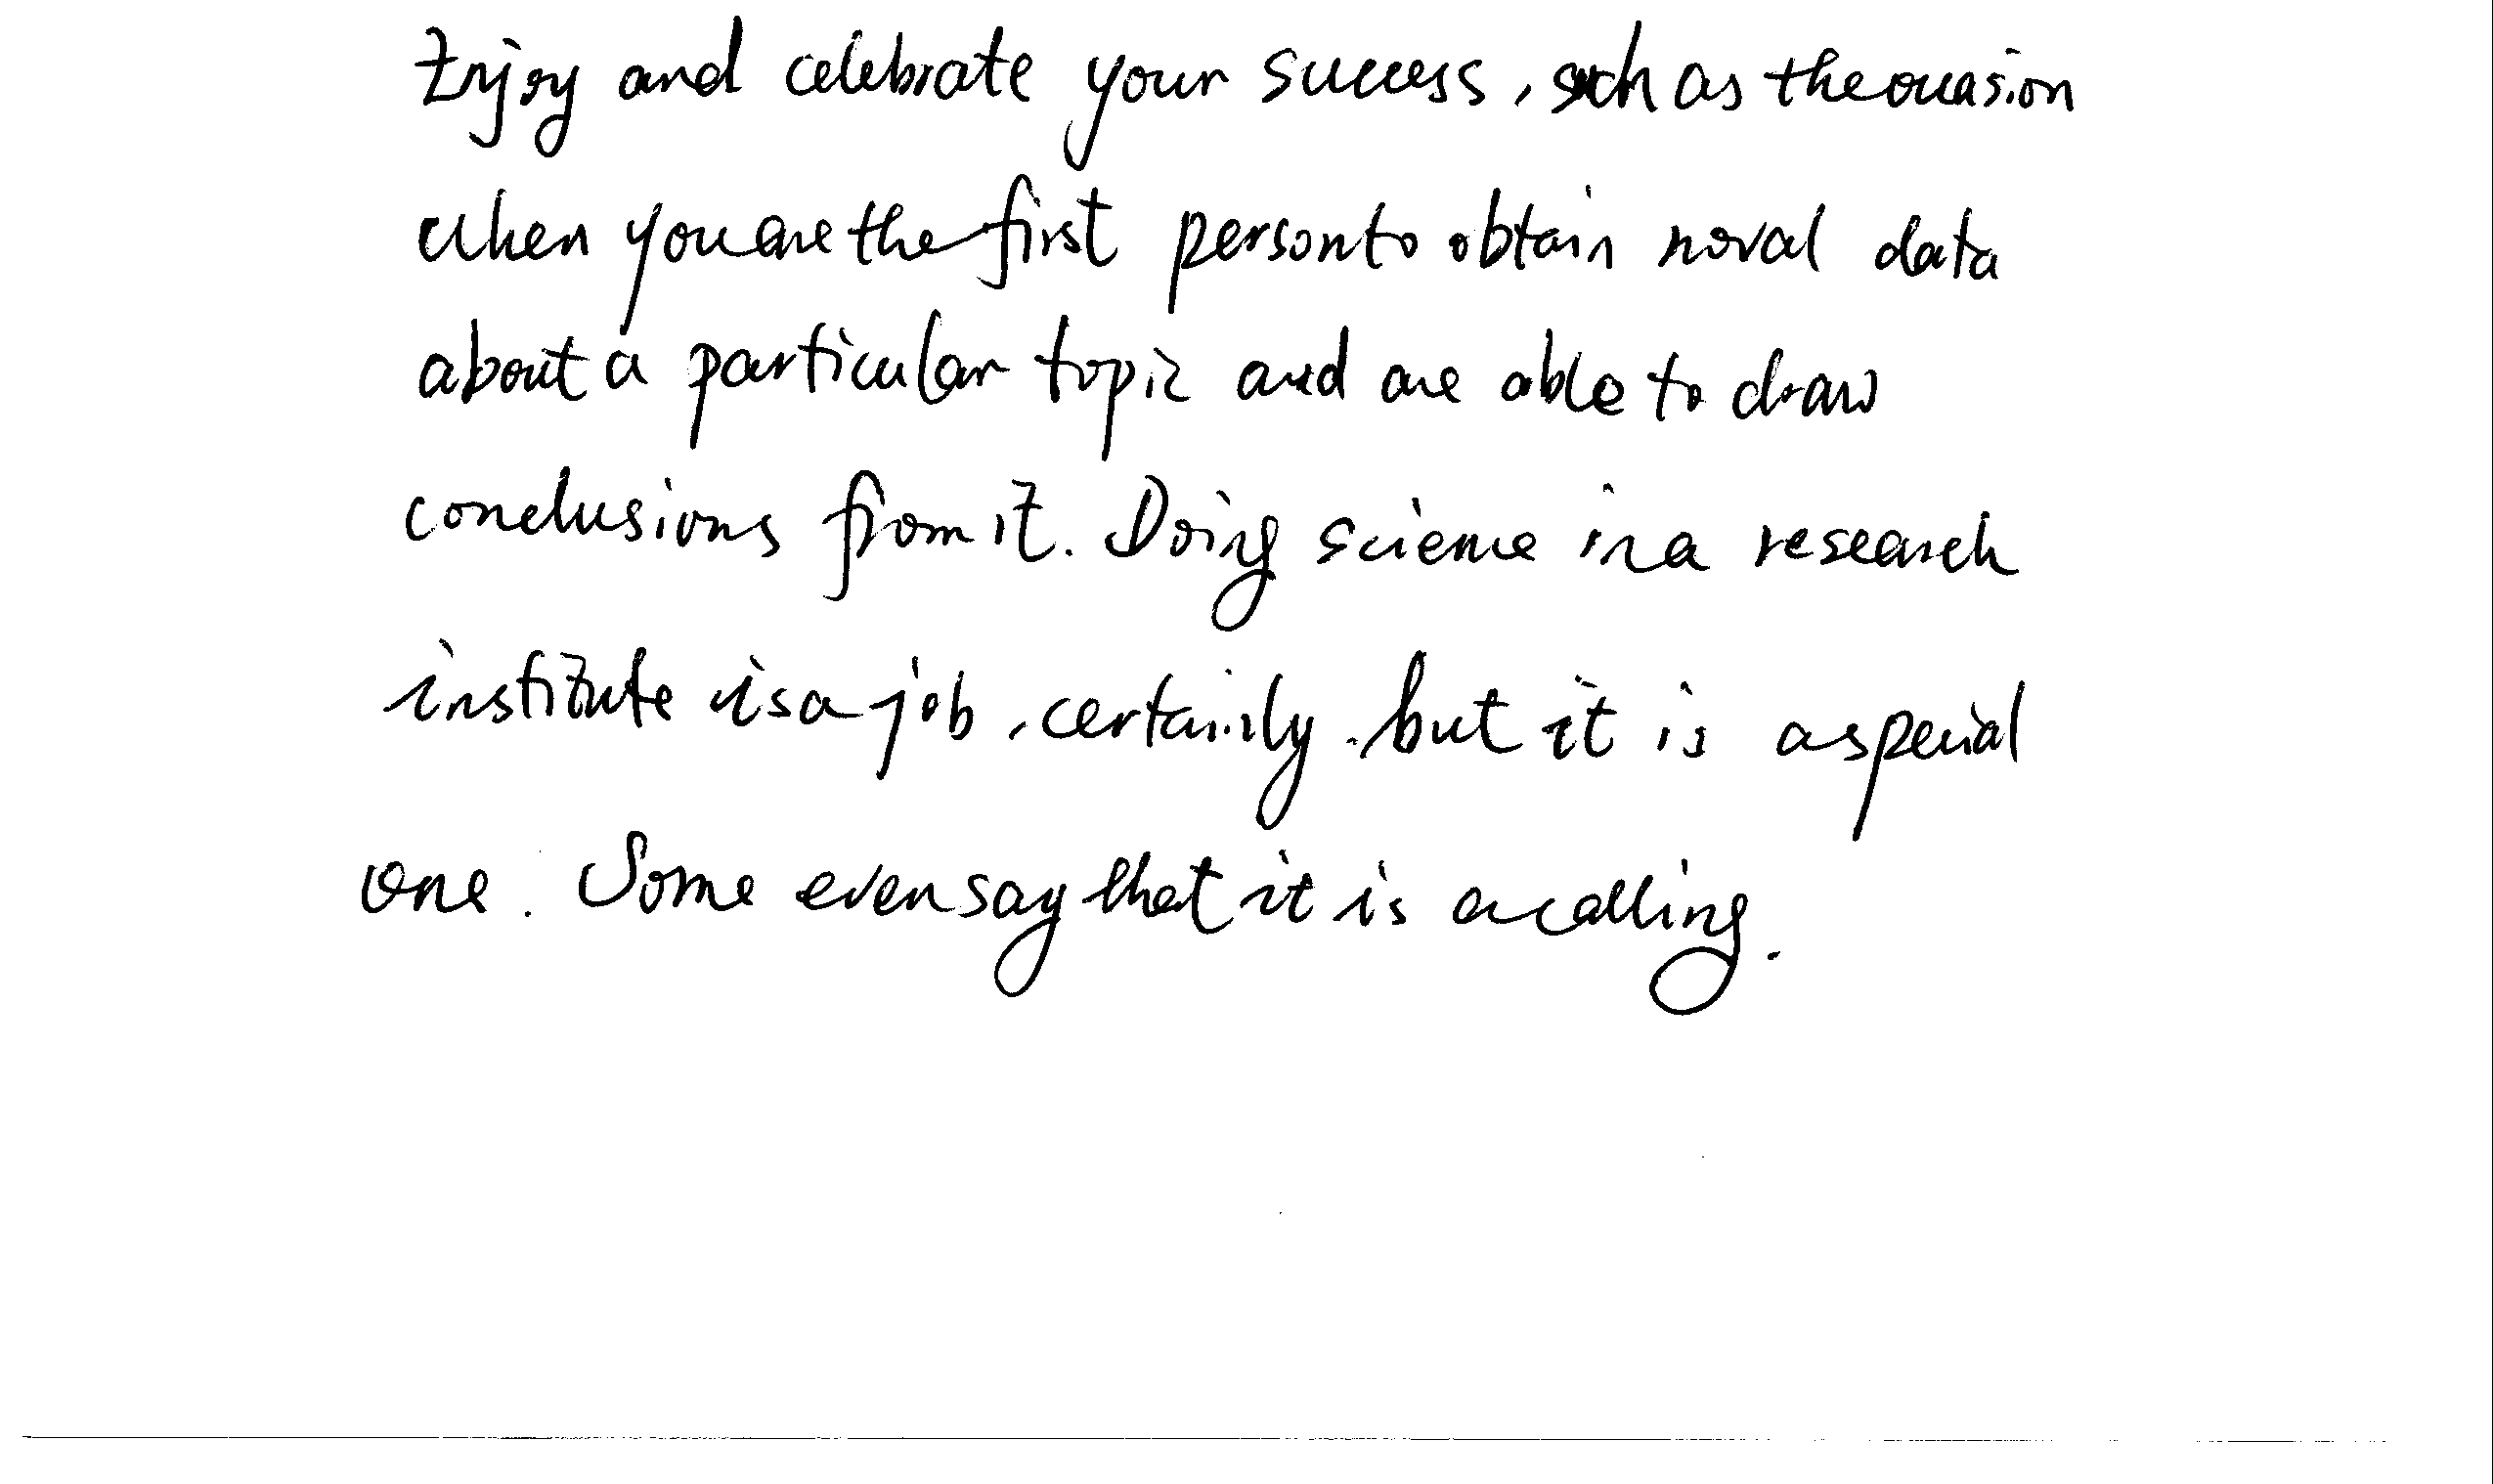 Enjoy and celebrate your success, such as the occasion
when you are the first person to obtain noval data
about a particular topic and are able to draw
conclusions from it. Doing science in a research
institute is a job, certainly, but it is a special
one. Some even say that it is a calling.